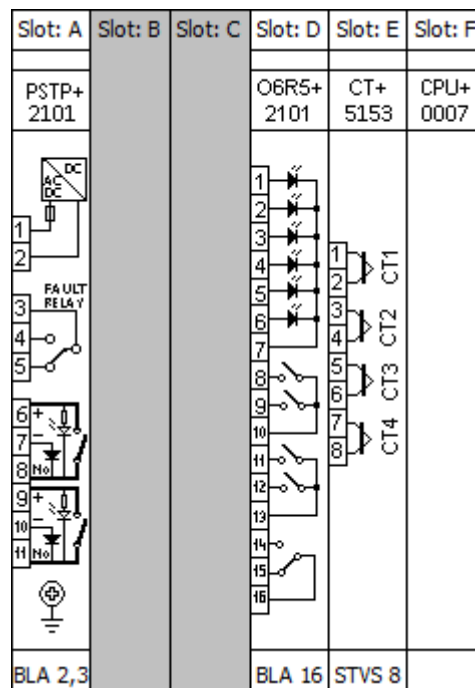 Slot: A Slot: B Slot: C Slot: D Slot: E Slot: F
PSTP+ O6R5+ CT+ CPU+
2101 2101 5153 0007
DC
AC
DC
1
2
FAULT
RELAY
3
4
5
6 +
7 -
8 No
9 +
10 -
11 No
1
2
3
4
5
6
7
8
9
10
11
12
13
14
15
16
1
2
CT1
3
4
CT2
5
6
CT3
7
8
CT4
BLA 2,3 BLA 16 STVS 8